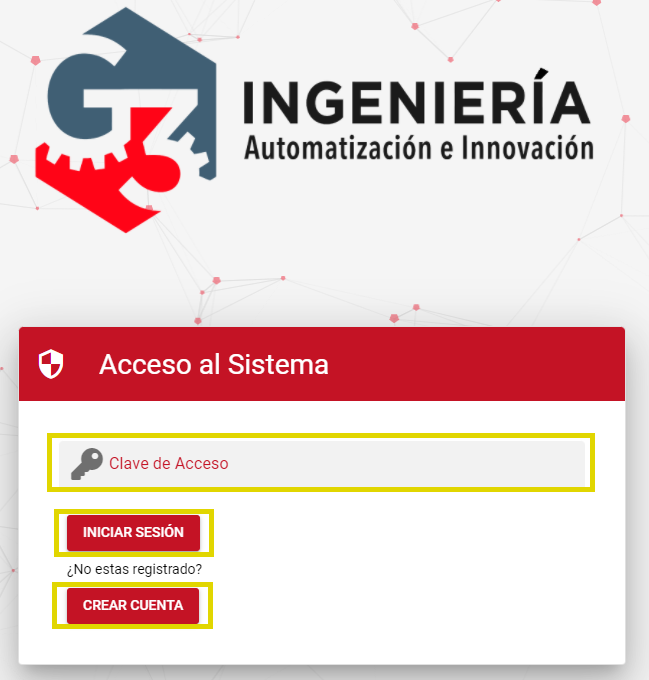 G3
INGENIERÍA
Automatización e Innovación
Acceso al Sistema
Clave de Acceso
INICIAR SESIÓN
¿No estas registrado?
CREAR CUENTA